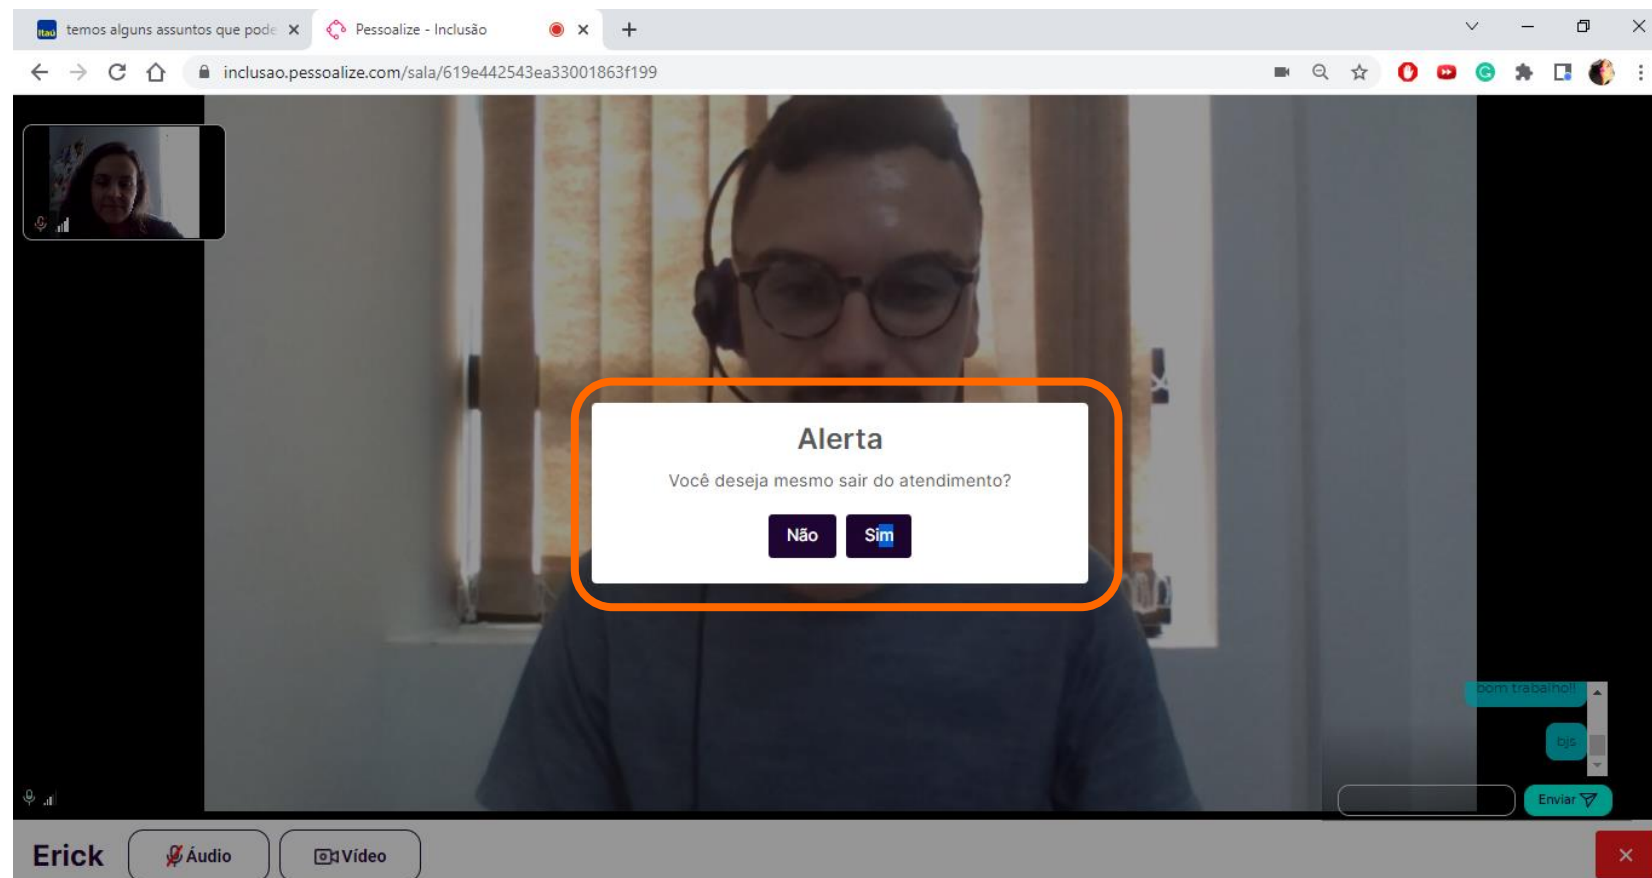 Itaú temos alguns assuntos que pode
Pessoalize - Inclusão
inclusao.pessoalize.com/sala/619e442543ea33001863f199
Alerta
Você deseja mesmo sair do atendimento?
Não Sim
bom trabalho!!
bjs
Enviar
Erick Áudio Vídeo